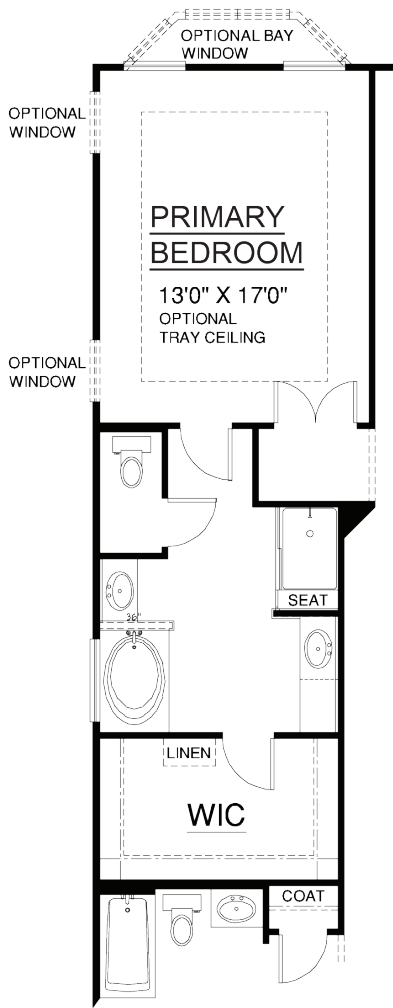 OPTIONAL BAY
WINDOW
OPTIONAL
WINDOW
PRIMARY
BEDROOM
13'0" X 17'0"
OPTIONAL
TRAY CEILING
OPTIONAL
WINDOW
SEAT
36"
LINEN
WIC
COAT